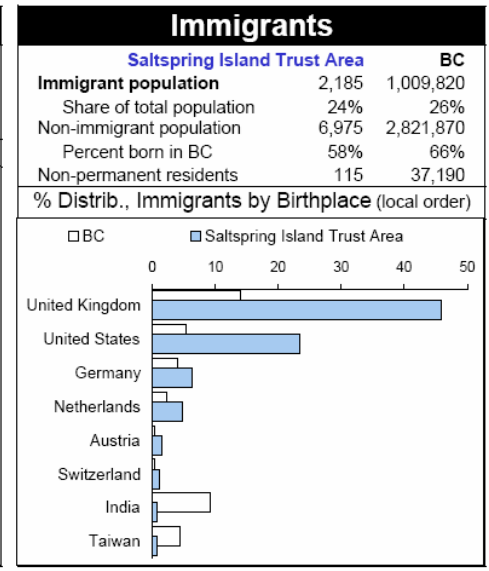 Immigrants
Saltspring Island Trust Area BC
Immigrant population 2,185 1,009,820
Share of total population 24% 26%
Non-immigrant population 6,975 2,821,870
Percent born in BC 58% 66%
Non-permanent residents 115 37,190
% Distrib., Immigrants by Birthplace (local order)
BC Saltspring Island Trust Area
0 10 20 30 40 50
United Kingdom
United States
Germany
Netherlands
Austria
Switzerland
India
Taiwan